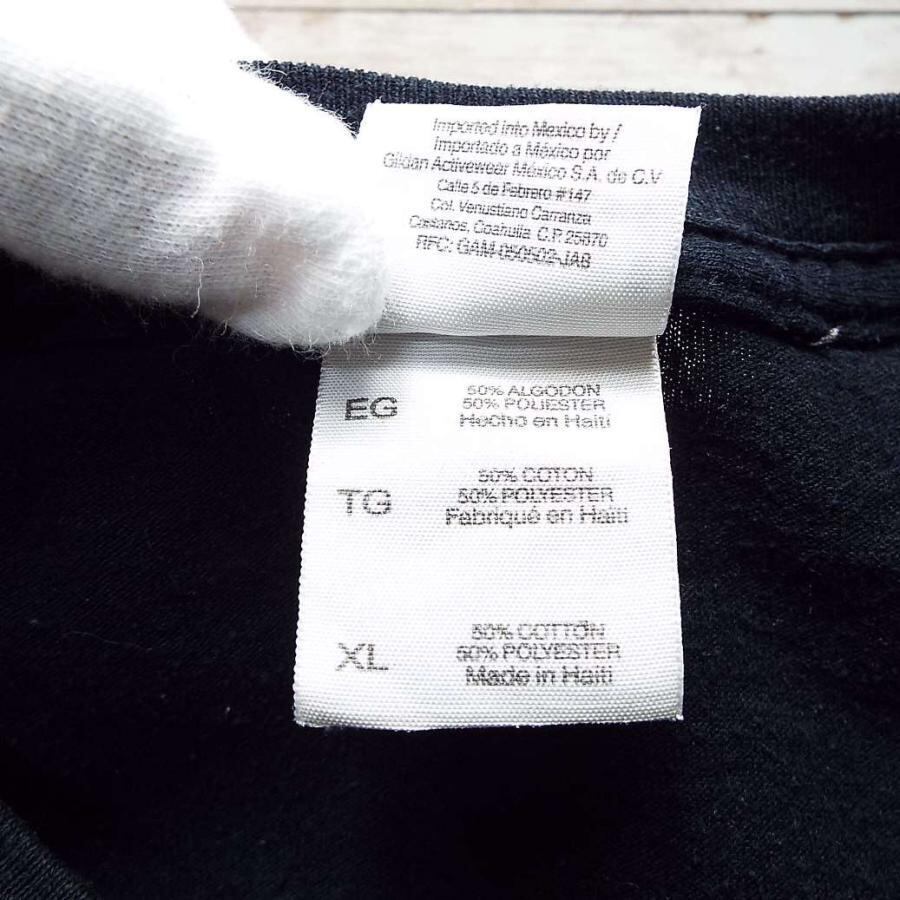 Imported into Mexico by/
Importado a México por
Gildan Activewear México S.A. de C.V
Calle 5 de Febrero #147
Col. Venustiano Carranza
Castanos, Coahuila C.P. 25870
RFC: GAM-050502-JA8
EG
50% ALGODON
50% POLIESTER
Hecho en Haiti
TG
50% COTON
50% POLYESTER
Fabriqué en Haiti
XL
50% COTTON
50% POLYESTER
Made in Haiti